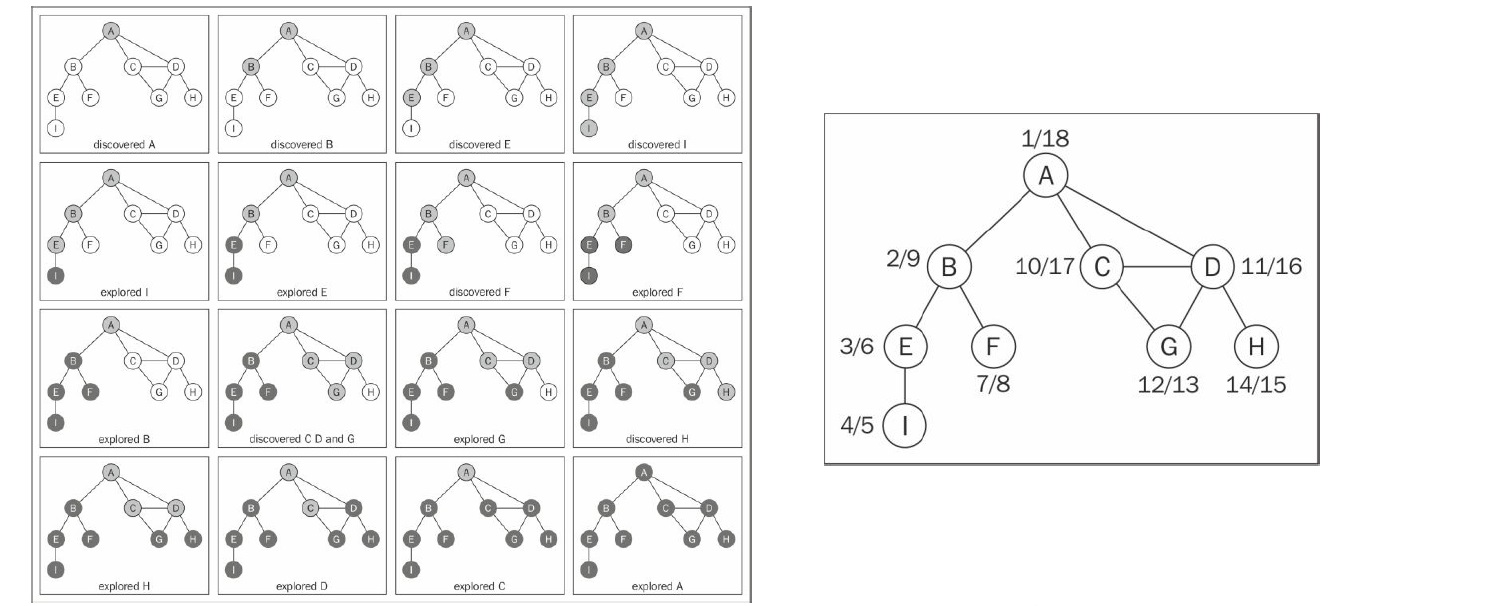 A
B C D
E F G H
I
discovered A
A
B C D
E F G H
I
discovered B
A
B C D
E F G H
I
discovered E
A
B C D
E F G H
I
discovered I
A
B C D
E F G H
I
explored I
A
B C D
E F G H
I
explored E
A
B C D
E F G H
I
discovered F
A
B C D
E F G H
I
explored F
A
B C D
E F G H
I
explored B
A
B C D
E F G H
I
discovered C D and G
A
B C D
E F G H
I
explored G
A
B C D
E F G H
I
discovered H
A
B C D
E F G H
I
explored H
A
B C D
E F G H
I
explored D
A
B C D
E F G H
I
explored C
A
B C D
E F G H
I
explored A
1/18
A
2/9 B 10/17 C D 11/16
3/6 E F G H
7/8 12/13 14/15
4/5 I